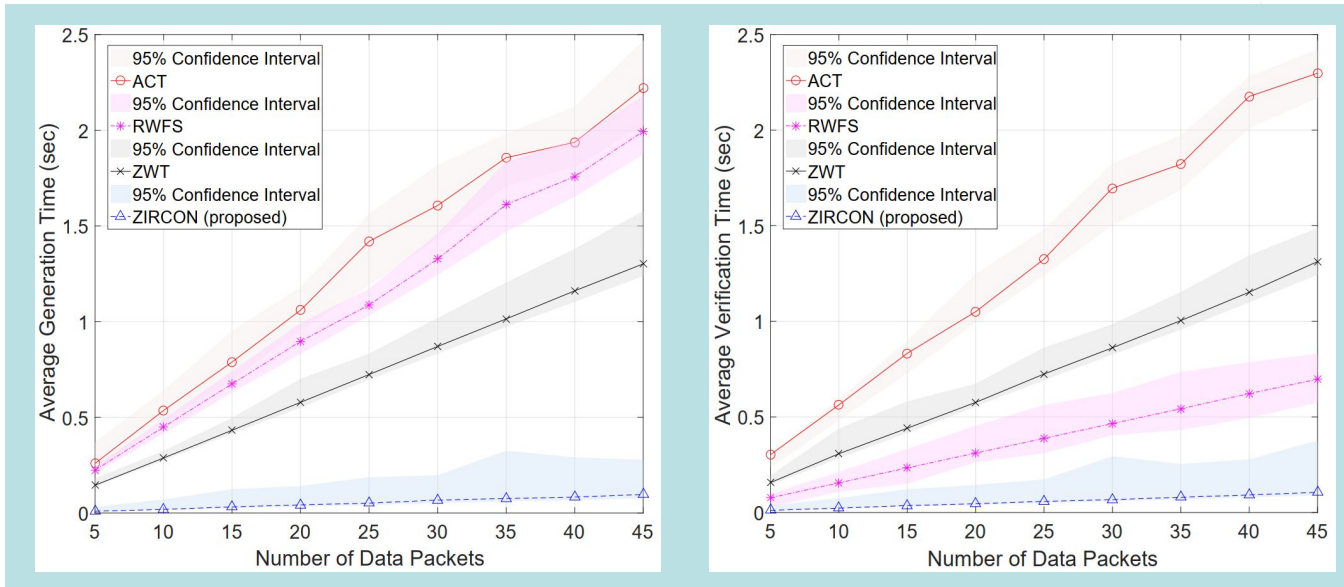 2.5
2
1.5
1
0.5
0
Average Generation Time (sec)
95% Confidence Interval
ACT
95% Confidence Interval
RWFS
95% Confidence Interval
ZWT
95% Confidence Interval
ZIRCON (proposed)
5 10 15 20 25 30 35 40 45
Number of Data Packets
2.5
2
1.5
1
0.5
0
Average Verification Time (sec)
95% Confidence Interval
ACT
95% Confidence Interval
RWFS
95% Confidence Interval
ZWT
95% Confidence Interval
ZIRCON (proposed)
5 10 15 20 25 30 35 40 45
Number of Data Packets